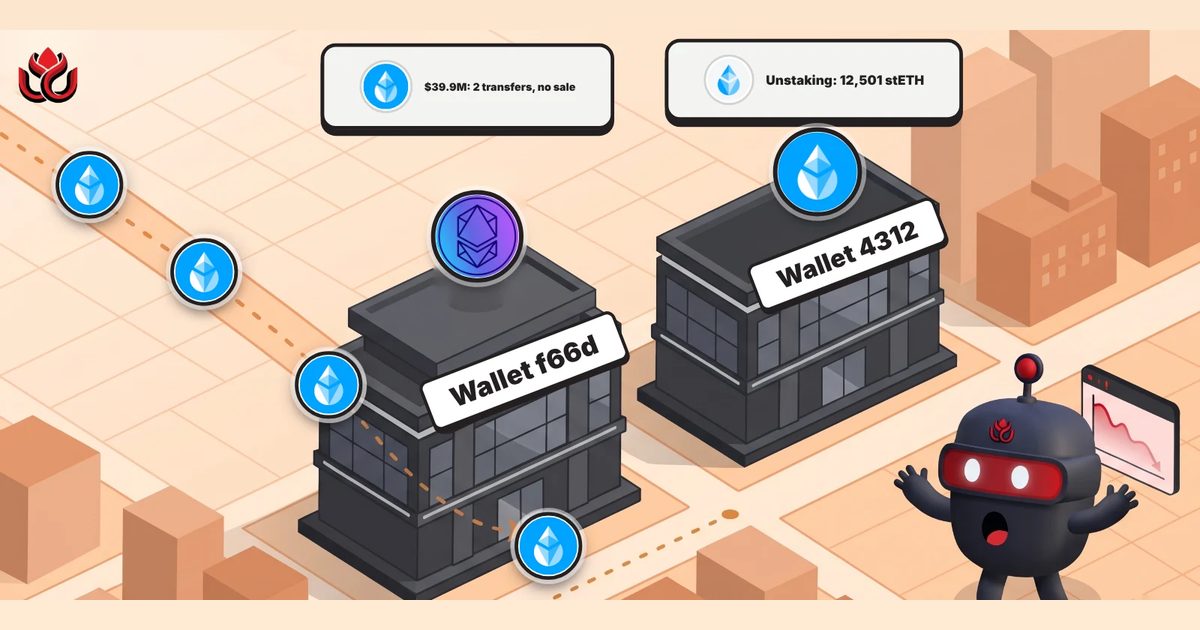 $39.9M: 2 transfers, no sale
Unstaking: 12,501 stETH
Wallet 4312
Wallet f66d